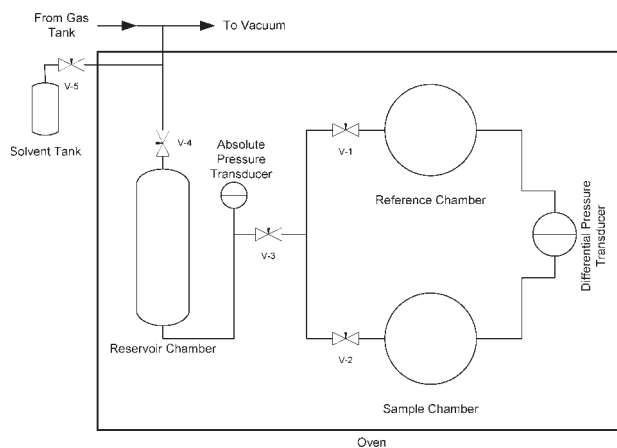 From Gas
Tank
To Vacuum
V-5
Solvent Tank
V-4
Absolute
Pressure
Transducer
V-1
Reference Chamber
V-3
Differential Pressure
Transducer
Reservoir Chamber
V-2
Sample Chamber
Oven